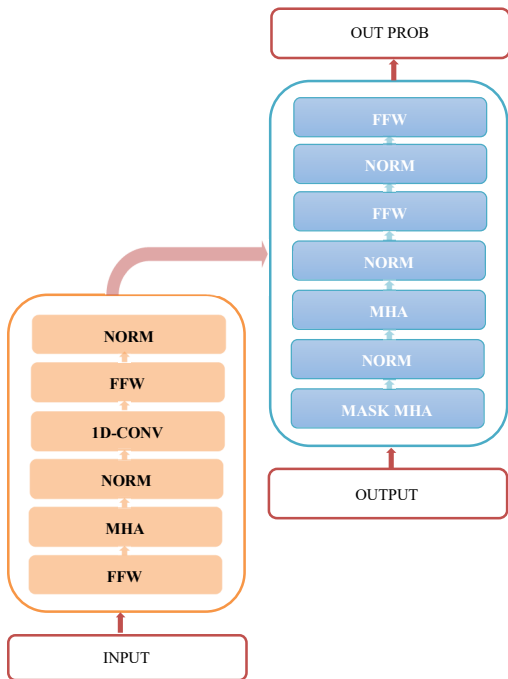 OUT PROB
FFW
NORM
FFW
NORM
MHA
NORM
MASK MHA
OUTPUT
NORM
FFW
1D-CONV
NORM
MHA
FFW
INPUT